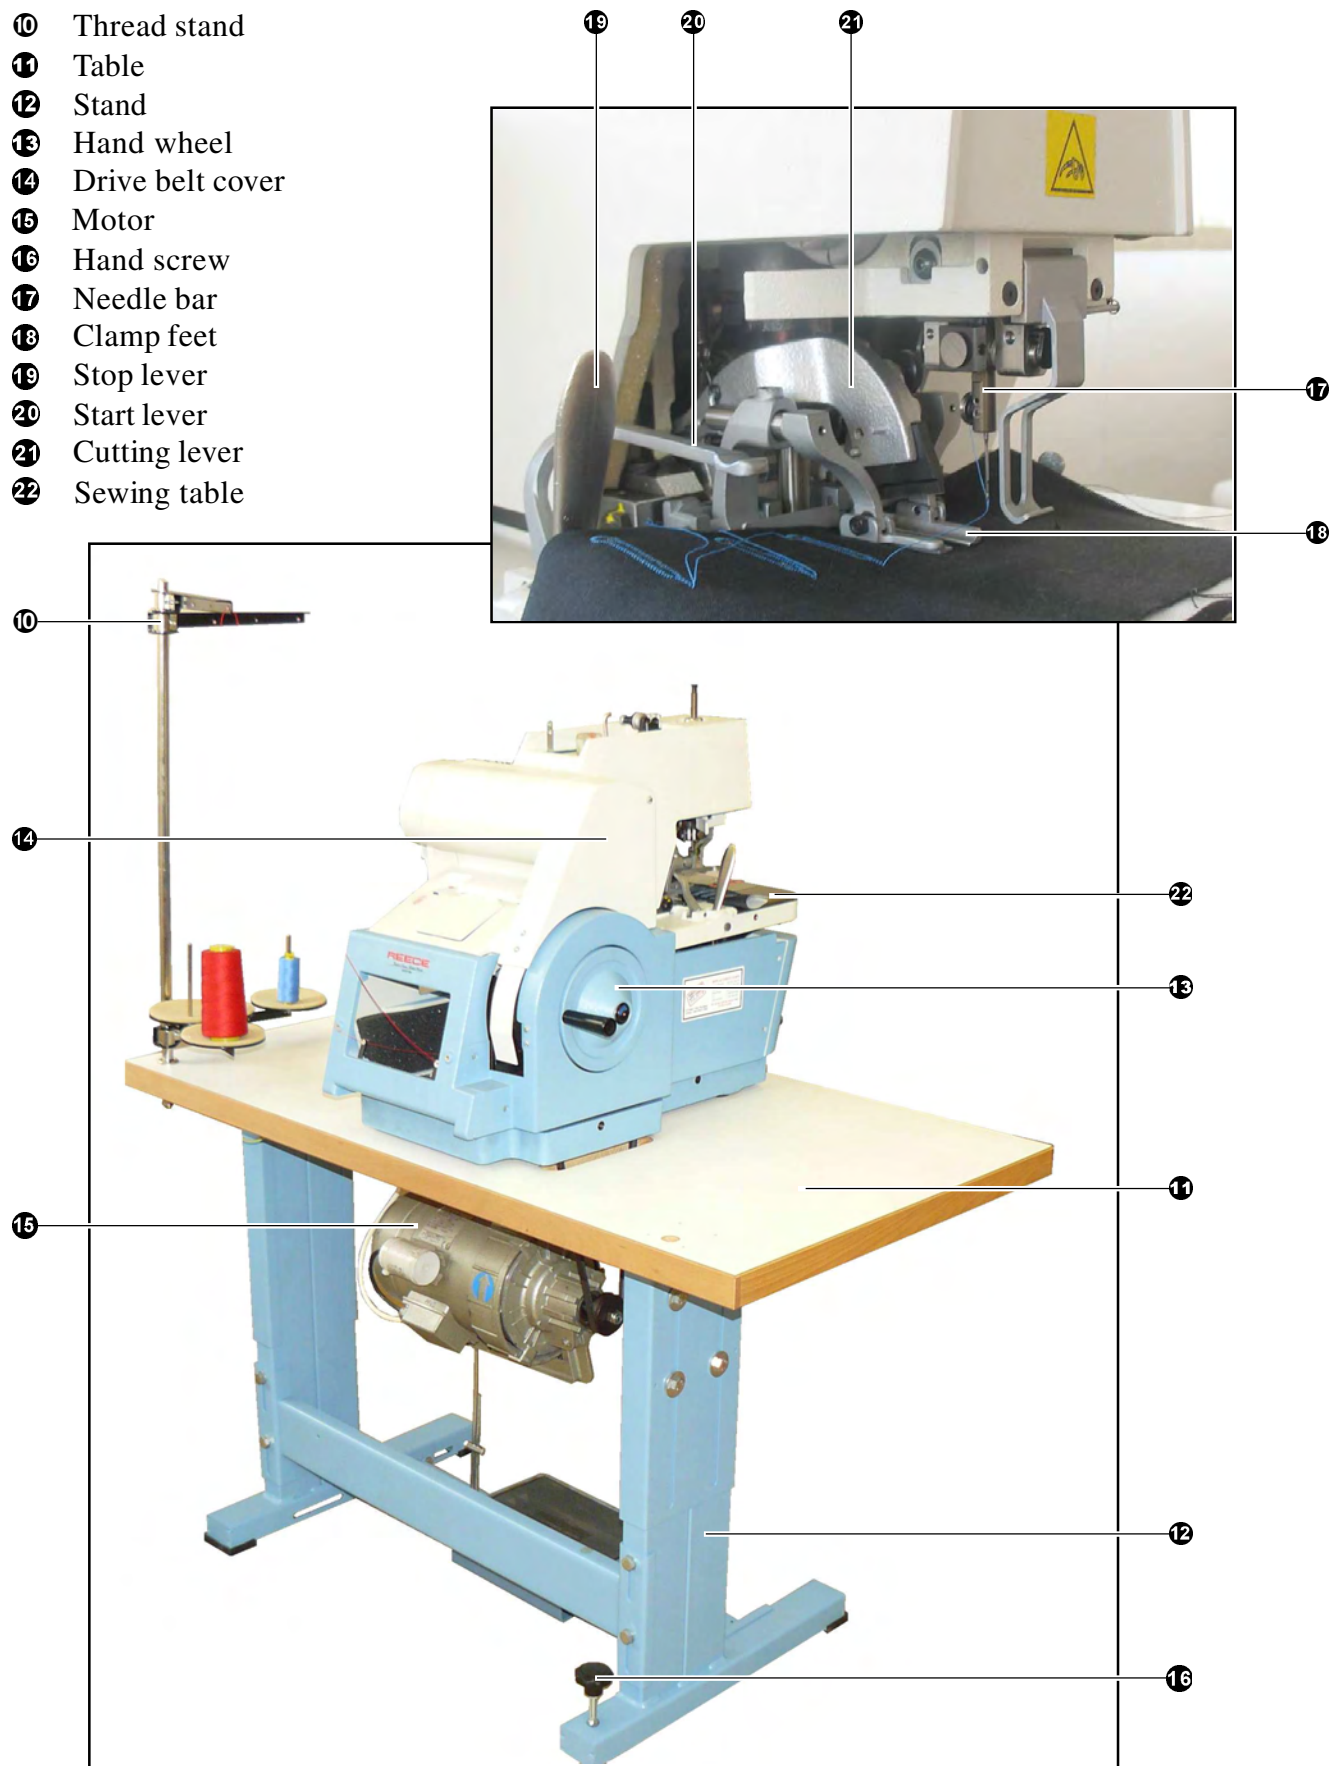 10 Thread stand
11 Table
12 Stand
13 Hand wheel
14 Drive belt cover
15 Motor
16 Hand screw
17 Needle bar
18 Clamp feet
19 Stop lever
20 Start lever
21 Cutting lever
22 Sewing table
19 20 21
17
18
10
14
22
REECE
13
11
15
12
16